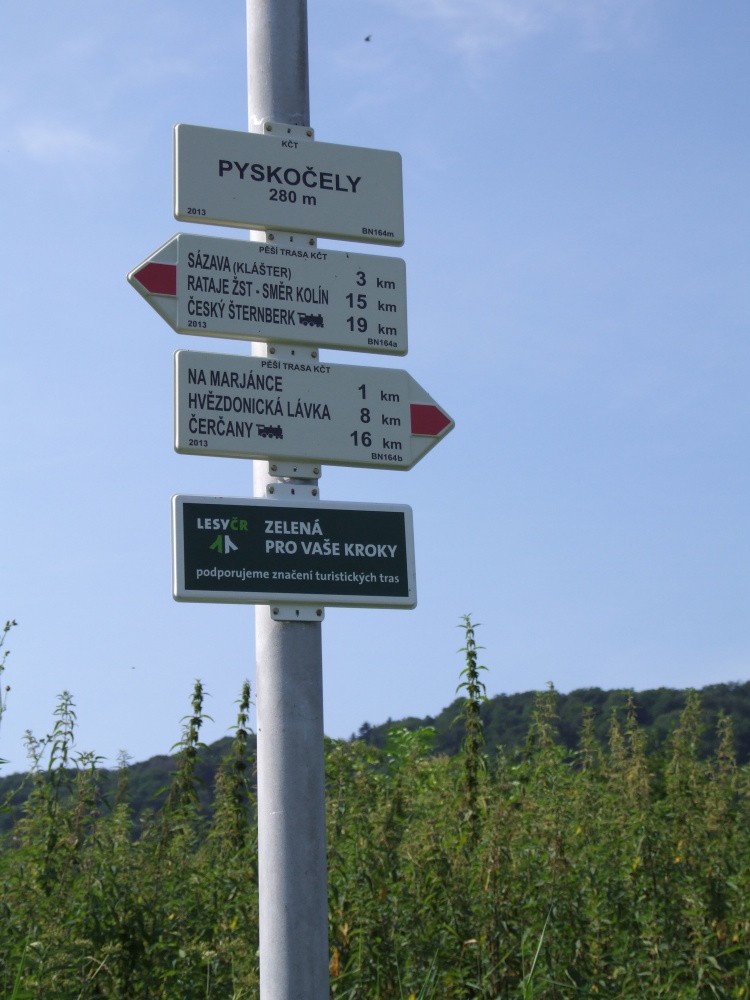 KČT
PYSKOČELY
280 m
2013 BN164m
PĚŠÍ TRASA KČT
SÁZAVA (KLÁŠTER) 3 km
RATAJE ŽST - SMĚR KOLÍN 15 km
ČESKÝ ŠTERNBERK 19 km
2013 BN164a
PĚŠÍ TRASA KČT
NA MARJÁNCE 1 km
HVĚZDONICKÁ LÁVKA 8 km
ČERČANY 16 km
2013 BN164b
LESYČR ZELENÁ
PRO VAŠE KROKY
podporujeme značení turistických tras